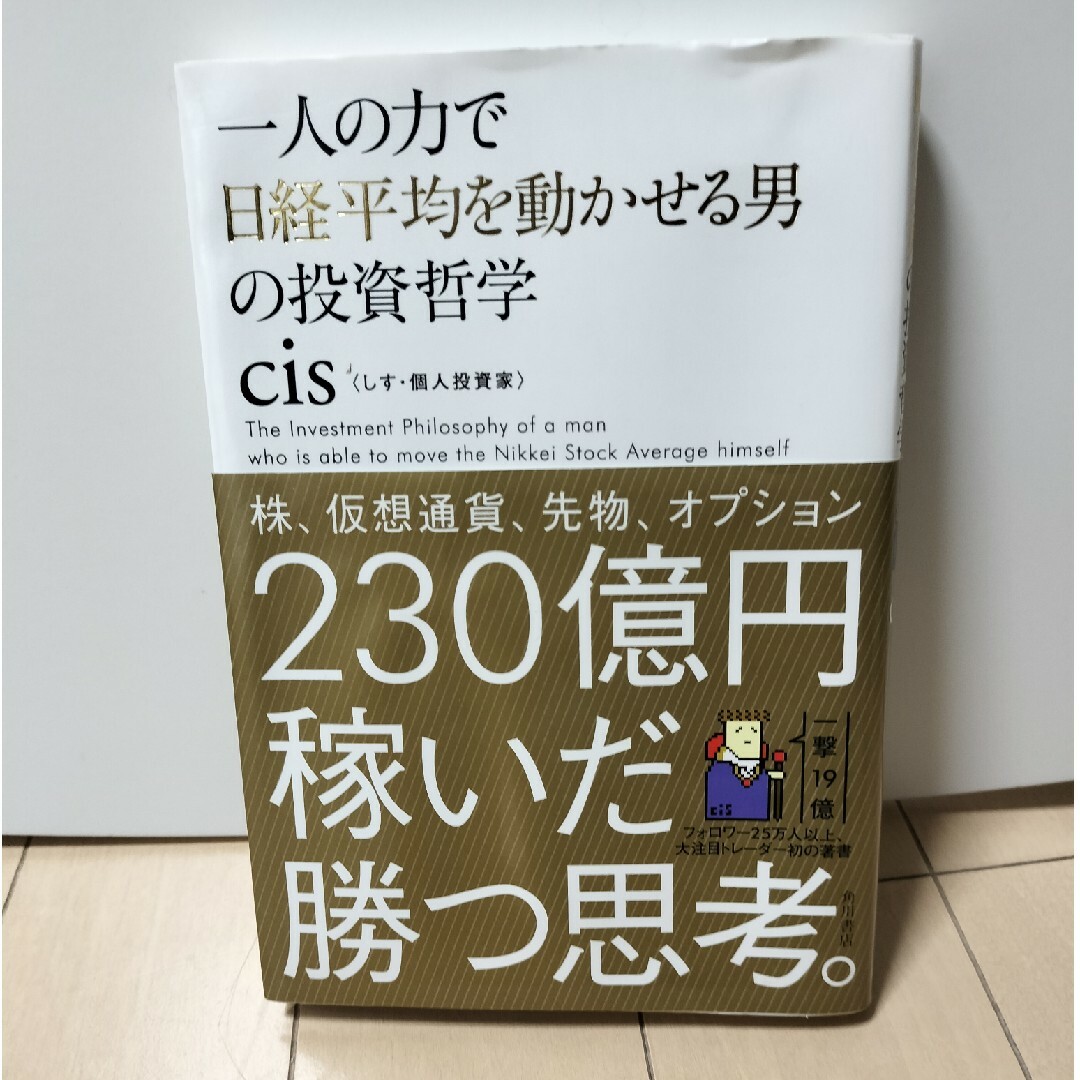 一人の力で
日経平均を動かせる男
の投資哲学
cis〈しす・個人投資家〉
The Investment Philosophy of a man
who is able to move the Nikkei Stock Average himself
株、仮想通貨、先物、オプション
230億円
稼いだ
勝つ思考。
一撃19億
cis
フォロワー25万人以上、
大注目トレーダー初の著書
角川書店